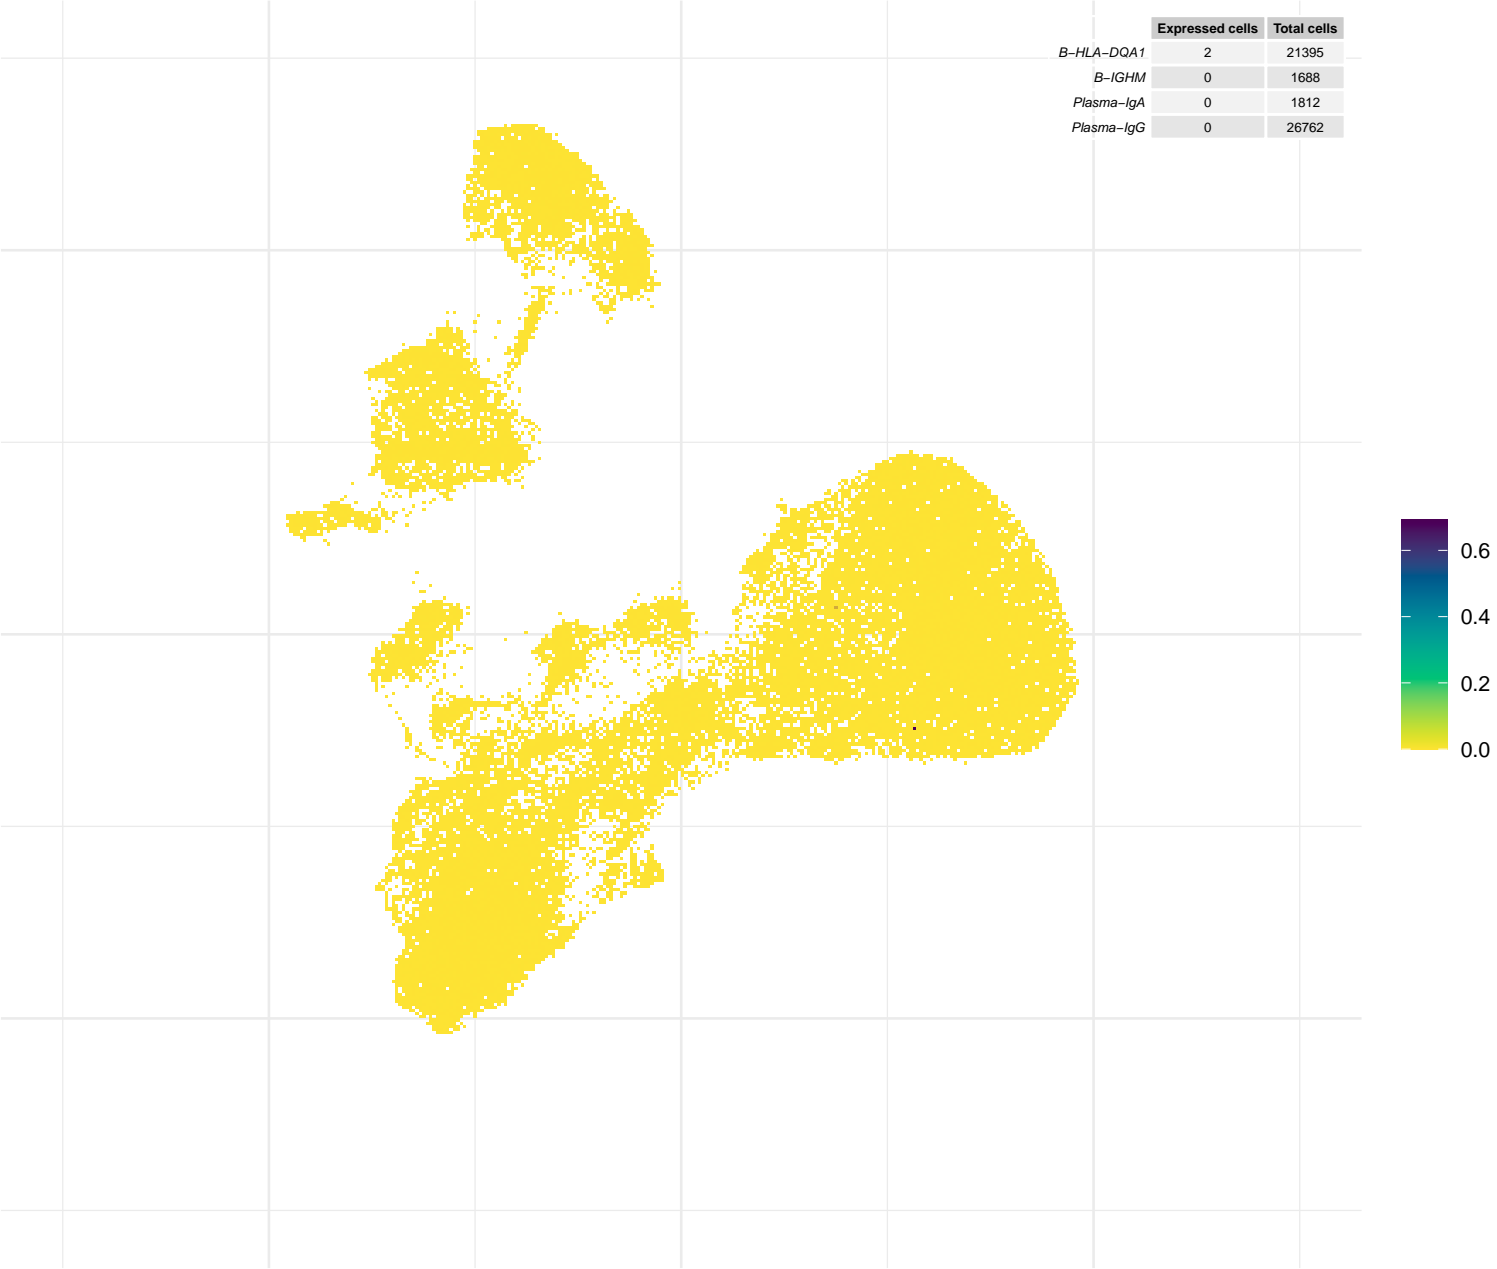 Expressed cells Total cells
B−HLA−DQA1 2 21395
B−IGHM 0 1688
Plasma−IgA 0 1812
Plasma−IgG 0 26762
0.6
0.4
0.2
0.0